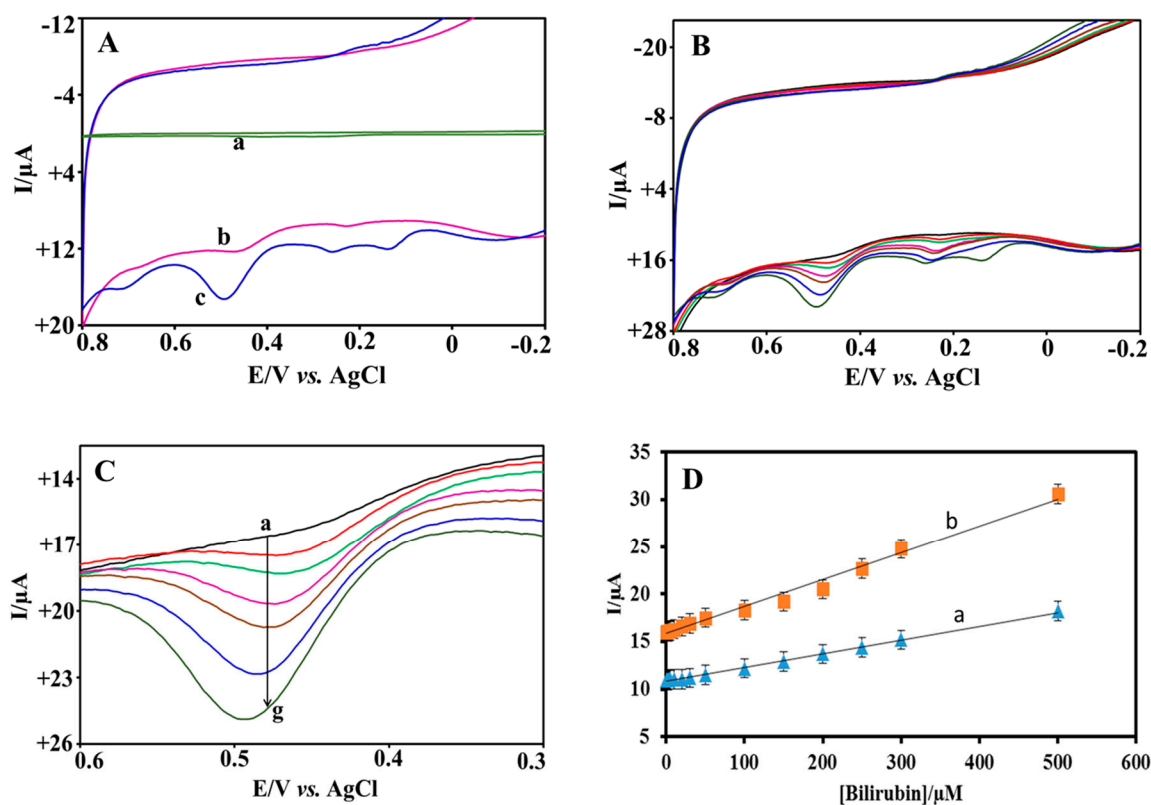 A
-12
-4
+4
+12
+20
I/µA
a
b
c
0.8 0.6 0.4 0.2 0 -0.2
E/V vs. AgCl
B
-20
-8
+4
+16
+28
I/µA
0.8 0.6 0.4 0.2 0 -0.2
E/V vs. AgCl
C
+14
+17
+20
+23
+26
I/µA
a
g
0.6 0.5 0.4 0.3
E/V vs. AgCl
D
35
30
25
20
15
10
5
I/µA
b
a
0 100 200 300 400 500 600
[Bilirubin]/µM